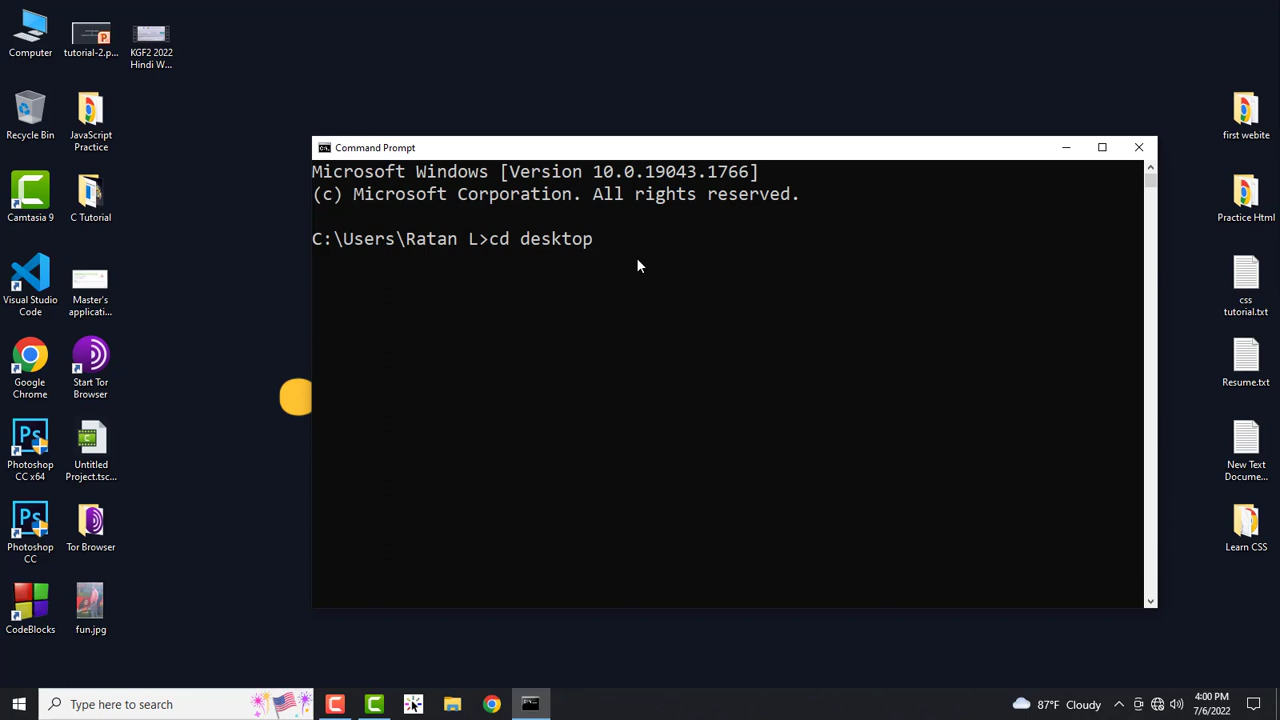 Computer
tutorial-2.p...
KGF2 2022
Hindi W...
Recycle Bin
JavaScript
Practice
first webite
Camtasia 9
C Tutorial
Practice Html
Visual Studio
Code
Master's
applicati...
css
tutorial.txt
Google
Chrome
Start Tor
Browser
Resume.txt
Photoshop
CC x64
Untitled
Project.tsc...
New Text
Docume...
Photoshop
CC
Tor Browser
Learn CSS
CodeBlocks
fun.jpg
Command Prompt
Microsoft Windows [Version 10.0.19043.1766]
(c) Microsoft Corporation. All rights reserved.
C:\Users\Ratan L>cd desktop
Type here to search
87°F Cloudy
4:00 PM
7/6/2022